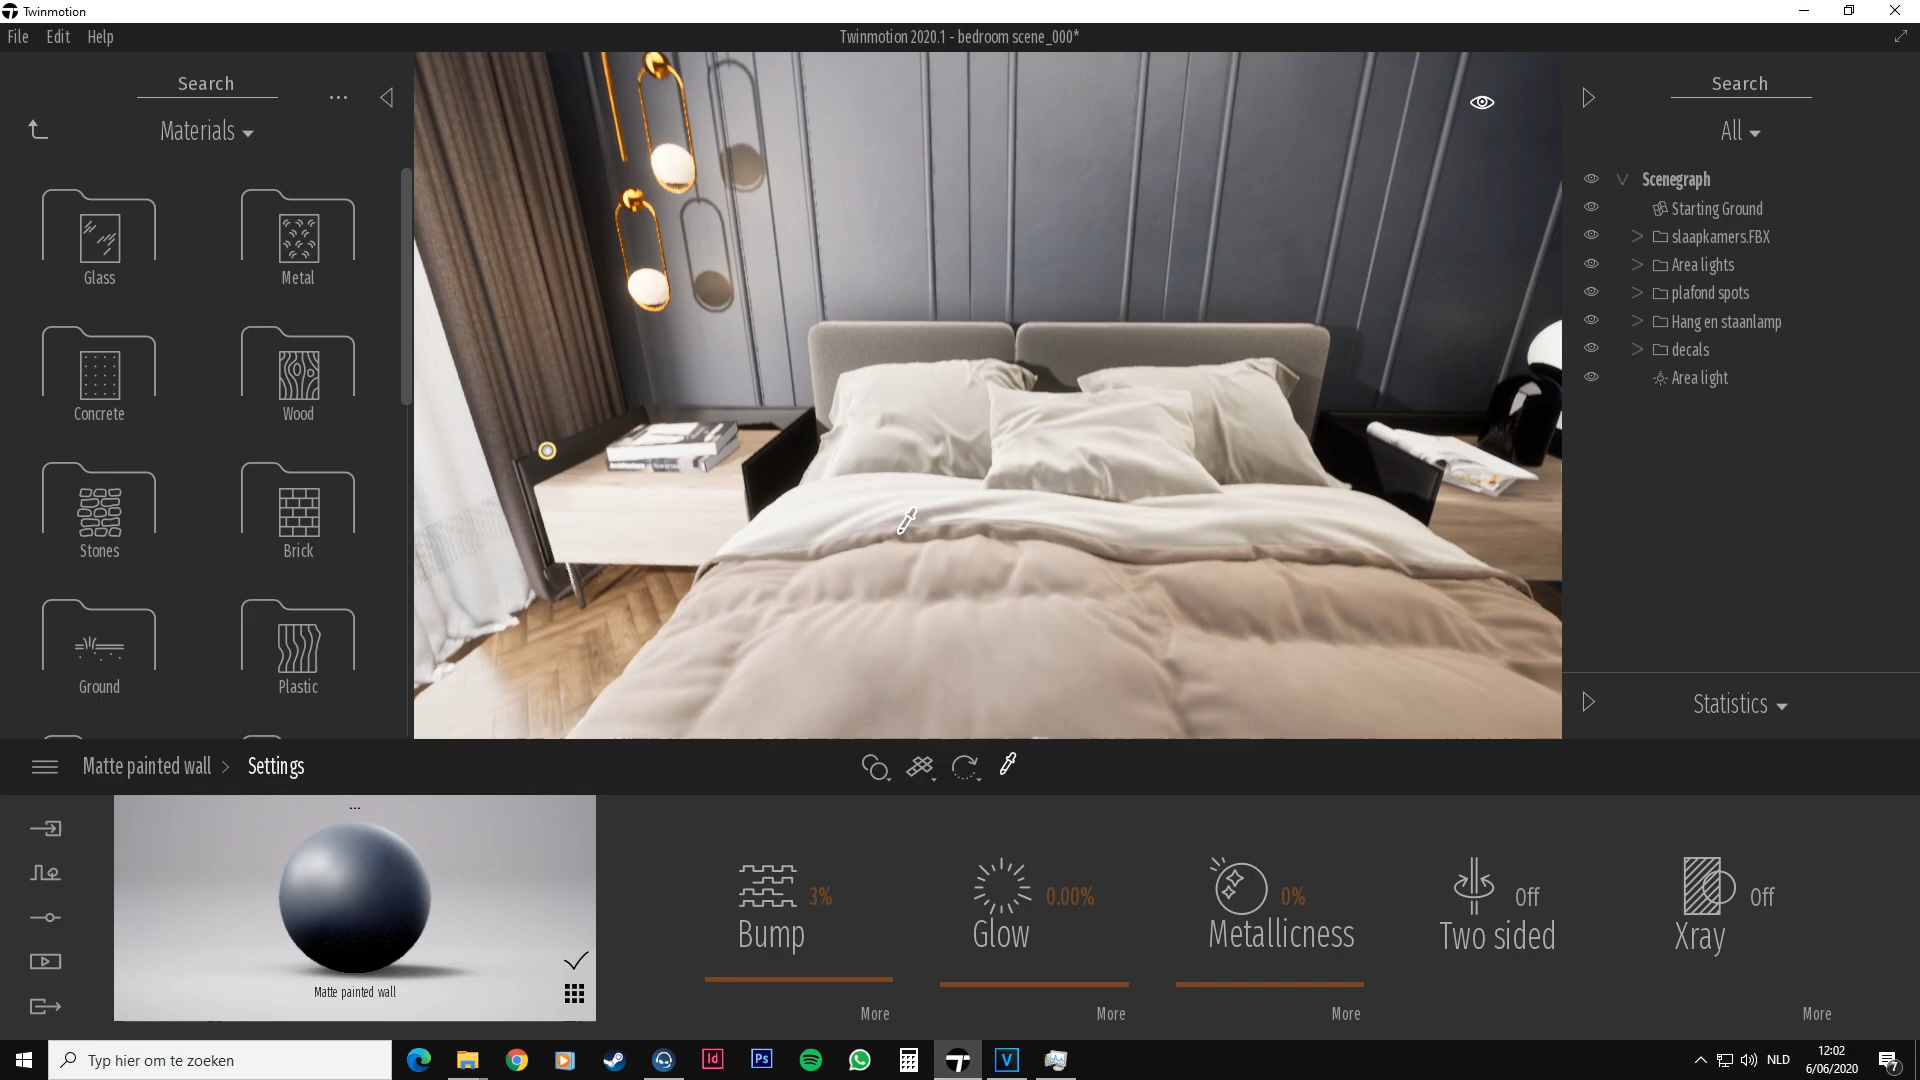 Twinmotion
File Edit Help
Twinmotion 2020.1 - bedroom scene_000*
Search
...
Materials
Glass
Metal
Concrete
Wood
Stones
Brick
Ground
Plastic
Search
All
Scenegraph
Starting Ground
slaapkamers.FBX
Area lights
plafond spots
Hang en staanlamp
decals
Area light
Statistics
Matte painted wall > Settings
...
Matte painted wall
3%
Bump
More
0.00%
Glow
More
0%
Metallicness
More
Off
Two sided
Off
Xray
More
Typ hier om te zoeken
Id
Ps
V
NLD
12:02
6/06/2020
7